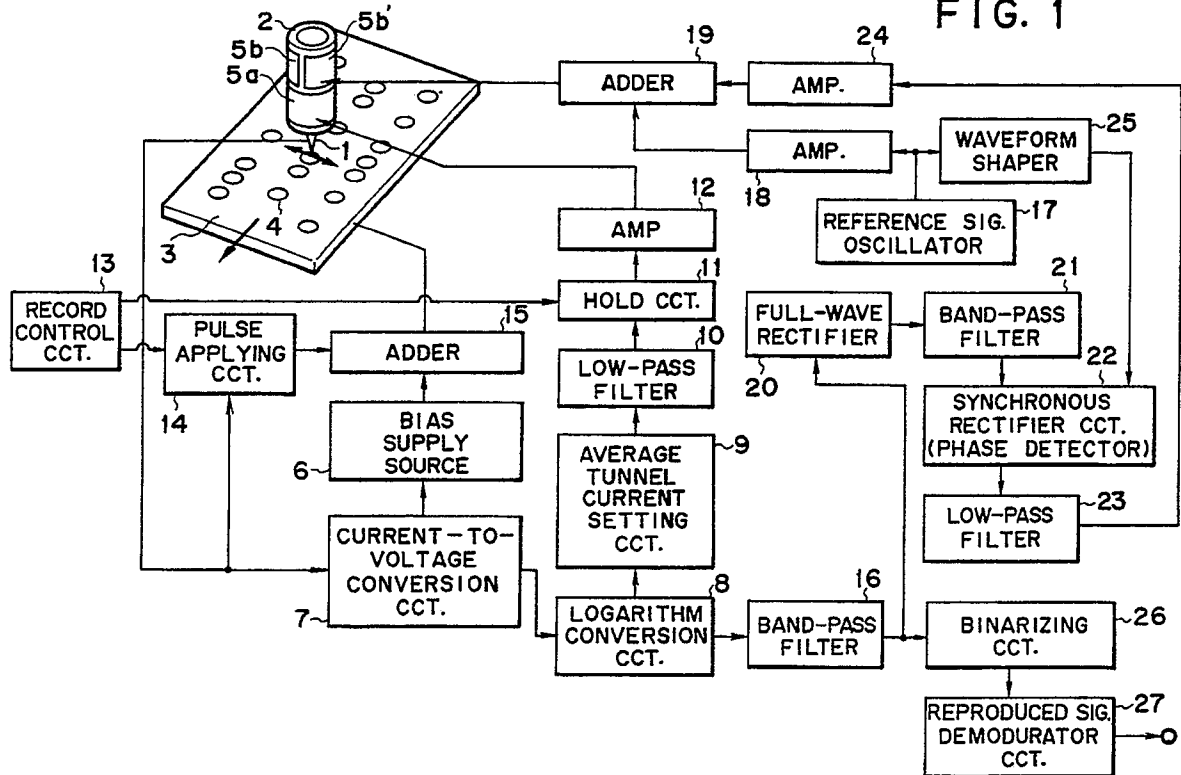 FIG. 1
2
5b'
5b
5a
1
4
3
19
ADDER
24
AMP.
25
WAVEFORM
SHAPER
AMP.
18
REFERENCE SIG.
OSCILLATOR
17
12
AMP
11
HOLD CCT.
13
RECORD
CONTROL
CCT.
PULSE
APPLYING
CCT.
14
15
ADDER
10
LOW-PASS
FILTER
FULL-WAVE
RECTIFIER
20
21
BAND-PASS
FILTER
22
SYNCHRONOUS
RECTIFIER CCT.
(PHASE DETECTOR)
BIAS
SUPPLY
SOURCE
6
9
AVERAGE
TUNNEL
CURRENT
SETTING
CCT.
23
LOW-PASS
FILTER
CURRENT-TO-
VOLTAGE
CONVERSION
CCT.
7
8
LOGARITHM
CONVERSION
CCT.
16
BAND-PASS
FILTER
BINARIZING
CCT.
26
REPRODUCED SIG.
DEMODURATOR
CCT.
27